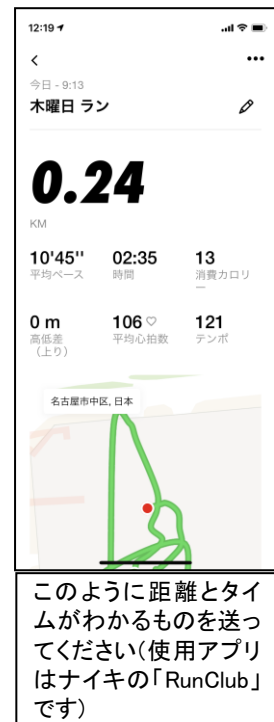 12:19
今日 - 9:13
木曜日 ラン
0.24
KM
10'45'' 02:35 13
平均ペース 時間 消費カロリ
ー
0 m 106♡ 121
高低差 平均心拍数 テンポ
（上り）
名古屋市中区, 日本
このように距離とタイ
ムがわかるものを送っ
てください（使用アプリ
はナイキの「RunClub」
です）